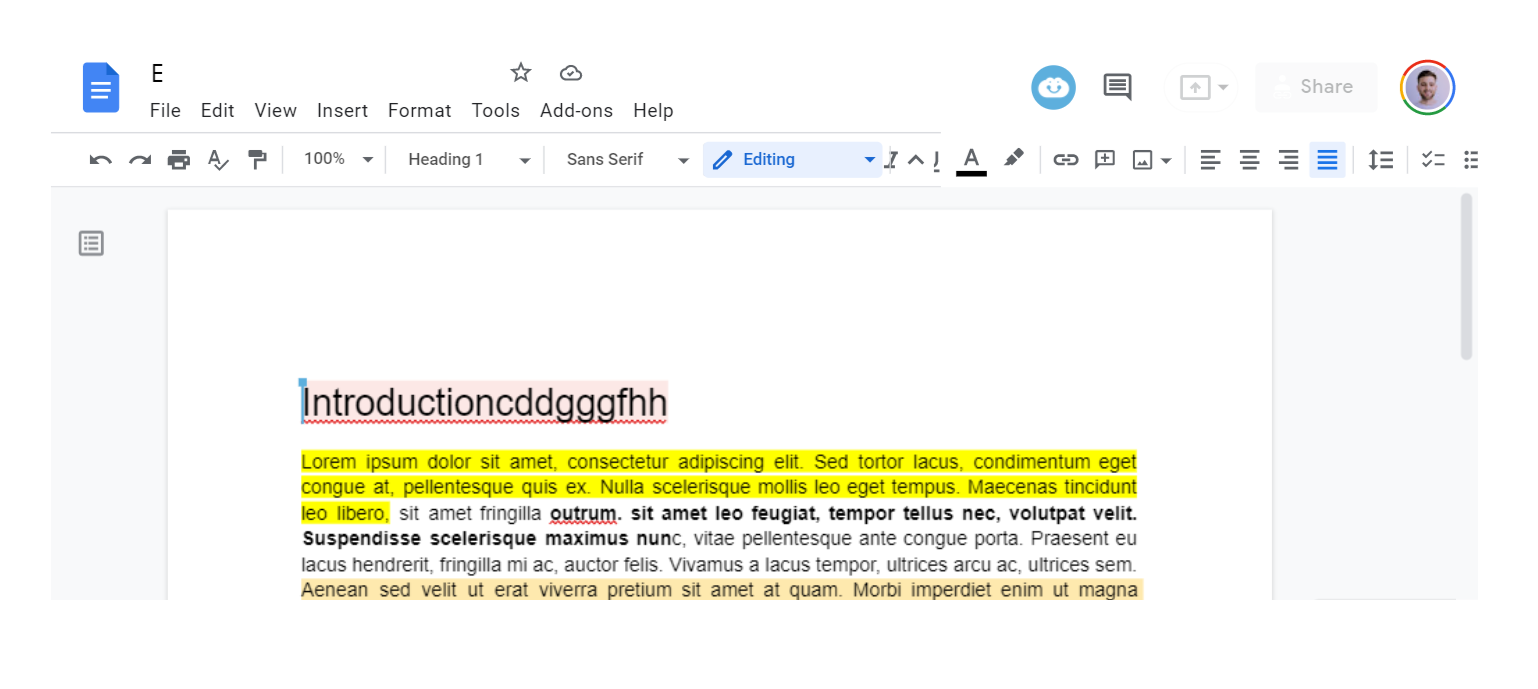 E
File Edit View Insert Format Tools Add-ons Help
Share
100% Heading 1 Sans Serif Editing
Introductioncddgggfhh
Lorem ipsum dolor sit amet, consectetur adipiscing elit. Sed tortor lacus, condimentum eget
congue at, pellentesque quis ex. Nulla scelerisque mollis leo eget tempus. Maecenas tincidunt
leo libero, sit amet fringilla outrum. sit amet leo feugiat, tempor tellus nec, volutpat velit.
Suspendisse scelerisque maximus nunc, vitae pellentesque ante congue porta. Praesent eu
lacus hendrerit, fringilla mi ac, auctor felis. Vivamus a lacus tempor, ultrices arcu ac, ultrices sem.
Aenean sed velit ut erat viverra pretium sit amet at quam. Morbi imperdiet enim ut magna